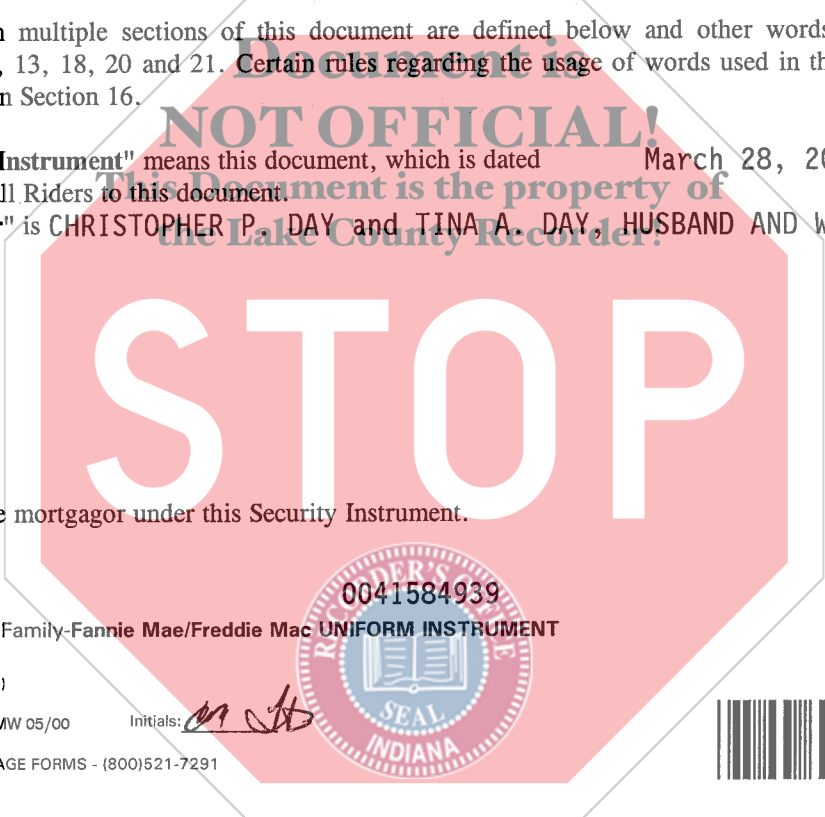 multiple sections of this document are defined below and other words
, 13, 18, 20 and 21. Certain rules regarding the usage of words used in th
n Section 16.
Document is
NOT OFFICIAL!
This Document is the property of
the Lake County Recorder!
Instrument" means this document, which is dated March 28, 20
ll Riders to this document.
" is CHRISTOPHER P. DAY and TINA A. DAY, HUSBAND AND W
STOP
e mortgagor under this Security Instrument.
0041584939
Family-Fannie Mae/Freddie Mac UNIFORM INSTRUMENT
)
MW 05/00 Initials:
AGE FORMS - (800)521-7291
RECORDER'S OFFICE
SEAL
INDIANA